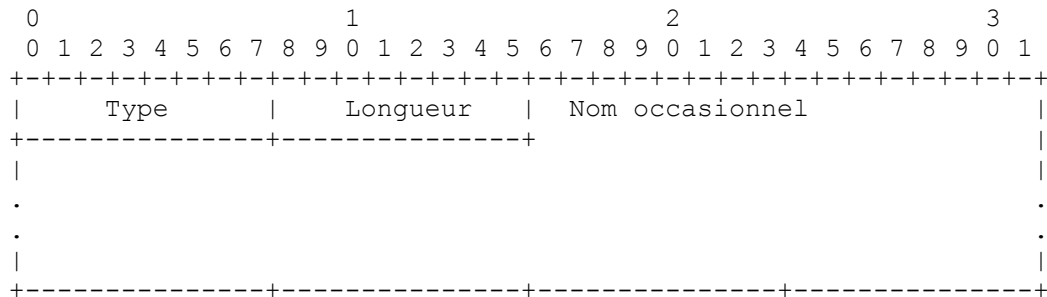 0                   1                   2                   3
0 1 2 3 4 5 6 7 8 9 0 1 2 3 4 5 6 7 8 9 0 1 2 3 4 5 6 7 8 9 0 1
+-+-+-+-+-+-+-+-+-+-+-+-+-+-+-+-+-+-+-+-+-+-+-+-+-+-+-+-+-+-+-+-+
|     Type      |    Longueur   |  Nom occasionnel              |
+---------------+---------------+                               |
|                                                               |
.                                                               .
.                                                               .
|                                                               |
+---------------+---------------+---------------+---------------+